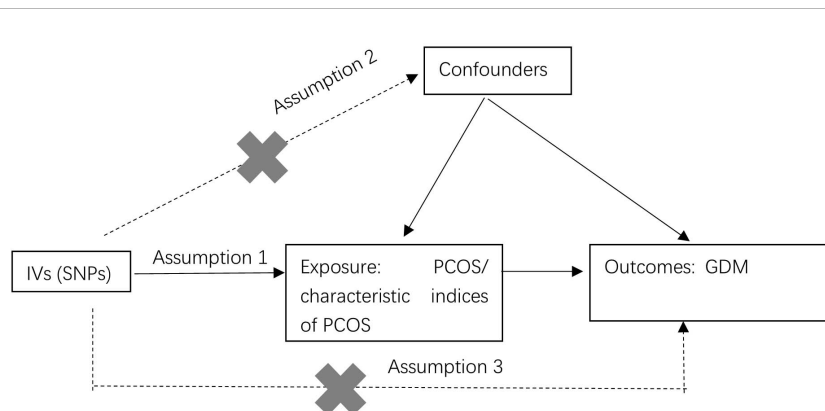 Assumption 2
Confounders
IVs (SNPs)
Assumption 1
Exposure: PCOS/
characteristic indices
of PCOS
Outcomes: GDM
Assumption 3